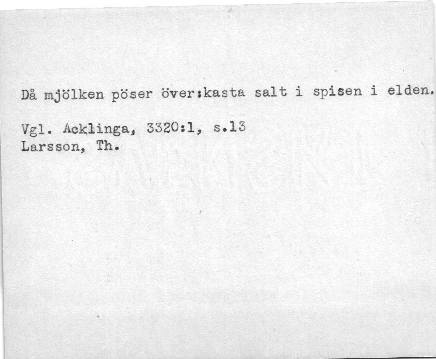 Då mjölken pöser över:kasta salt i spisen i elden.
Vgl. Acklinga, 3320:1, s.13
Larsson, Th.